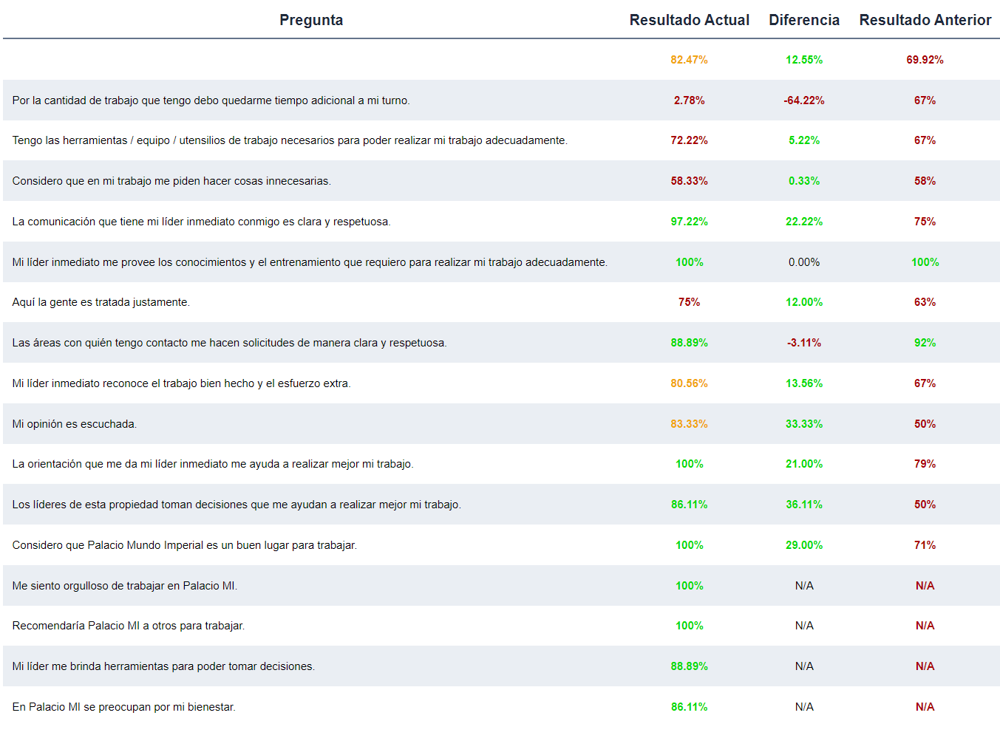 Pregunta Resultado Actual Diferencia Resultado Anterior
82.47% 12.55% 69.92%
Por la cantidad de trabajo que tengo debo quedarme tiempo adicional a mi turno. 2.78% -64.22% 67%
Tengo las herramientas / equipo / utensilios de trabajo necesarios para poder realizar mi trabajo adecuadamente. 72.22% 5.22% 67%
Considero que en mi trabajo me piden hacer cosas innecesarias. 58.33% 0.33% 58%
La comunicación que tiene mi líder inmediato conmigo es clara y respetuosa. 97.22% 22.22% 75%
Mi líder inmediato me provee los conocimientos y el entrenamiento que requiero para realizar mi trabajo adecuadamente. 100% 0.00% 100%
Aquí la gente es tratada justamente. 75% 12.00% 63%
Las áreas con quién tengo contacto me hacen solicitudes de manera clara y respetuosa. 88.89% -3.11% 92%
Mi líder inmediato reconoce el trabajo bien hecho y el esfuerzo extra. 80.56% 13.56% 67%
Mi opinión es escuchada. 83.33% 33.33% 50%
La orientación que me da mi líder inmediato me ayuda a realizar mejor mi trabajo. 100% 21.00% 79%
Los líderes de esta propiedad toman decisiones que me ayudan a realizar mejor mi trabajo. 86.11% 36.11% 50%
Considero que Palacio Mundo Imperial es un buen lugar para trabajar. 100% 29.00% 71%
Me siento orgulloso de trabajar en Palacio MI. 100% N/A N/A
Recomendaría Palacio MI a otros para trabajar. 100% N/A N/A
Mi líder me brinda herramientas para poder tomar decisiones. 88.89% N/A N/A
En Palacio MI se preocupan por mi bienestar. 86.11% N/A N/A